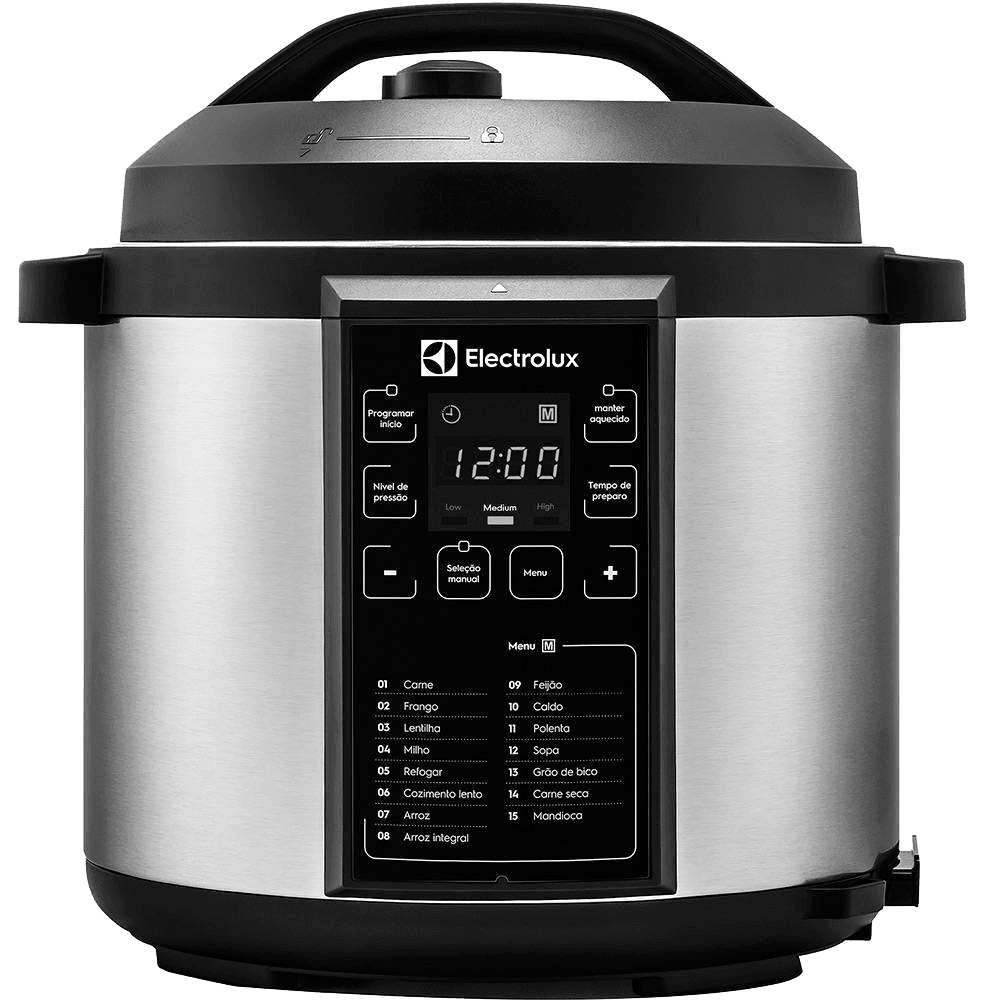 Electrolux
Programar
início
M
manter
aquecido
12:00
Nível de
pressão
Tempo de
preparo
Low Medium High
-
Seleção
manual
Menu
+
Menu M
01 Carne
02 Frango
03 Lentilha
04 Milho
05 Refogar
06 Cozimento lento
07 Arroz
08 Arroz integral
09 Feijão
10 Caldo
11 Polenta
12 Sopa
13 Grão de bico
14 Carne seca
15 Mandioca